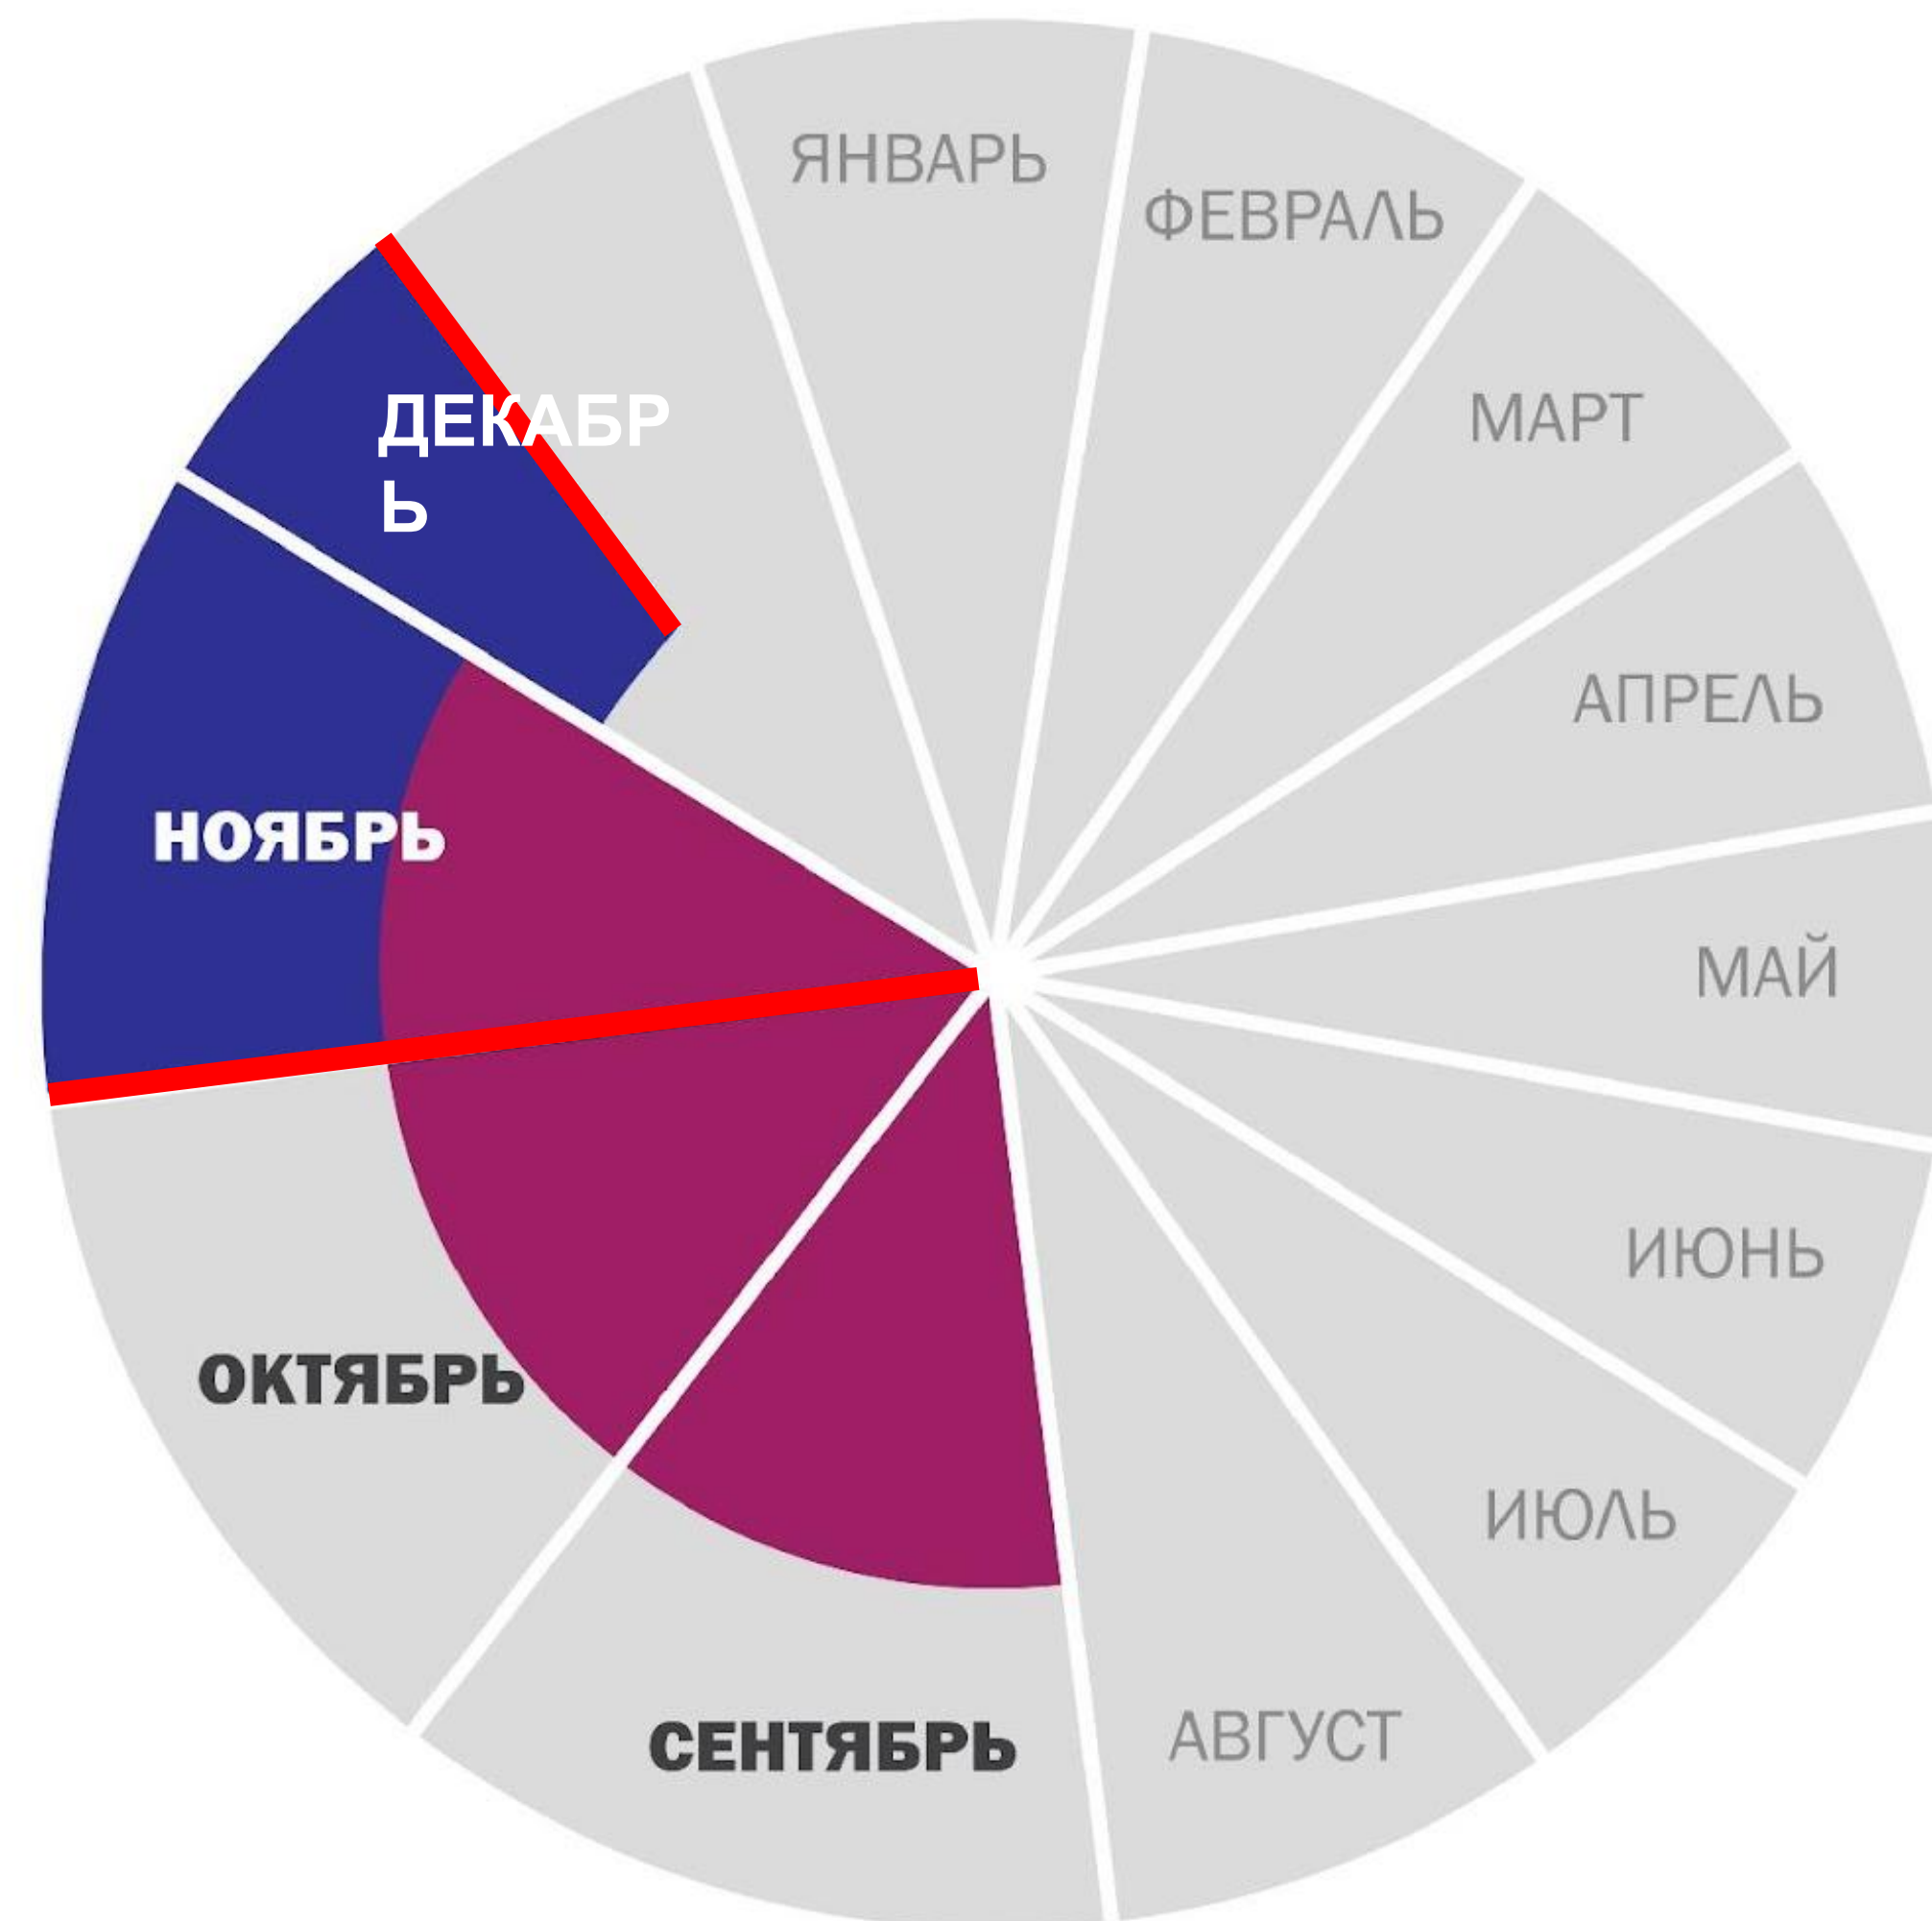 ЯНВАРЬ
ФЕВРАЛЬ
МАРТ
АПРЕЛЬ
МАЙ
ИЮНЬ
ИЮЛЬ
АВГУСТ
СЕНТЯБРЬ
ОКТЯБРЬ
НОЯБРЬ
ДЕКАБР
Ь